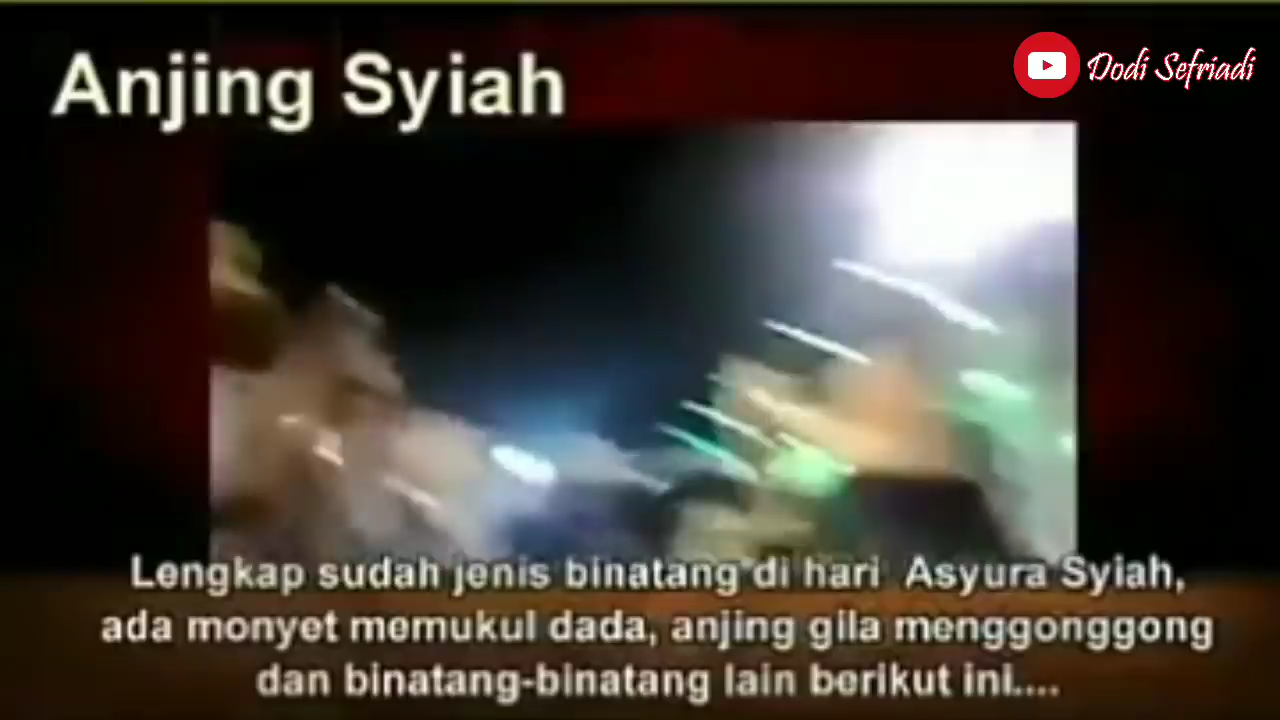 Anjing Syiah
Dodi Sefriadi
Lengkap sudah jenis binatang di hari Asyura Syiah,
ada monyet memukul dada, anjing gila menggonggong
dan binatang-binatang lain berikut ini....